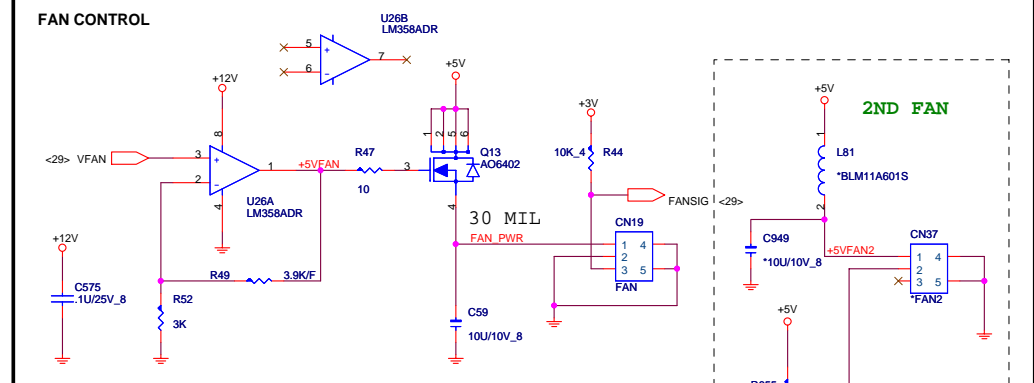 FAN CONTROL
U26B
LM358ADR
5
6
7
+
-
+12V
+5V
8
<29> VFAN
3
2
+
-
1
4
+5VFAN
U26A
LM358ADR
R47
10
1
2
5
6
3
4
Q13
AO6402
+3V
10K_4
R44
FANSIG <29>
30 MIL
FAN_PWR
CN19
1 4
2
3 5
FAN
+12V
C575
.1U/25V_8
R49
3.9K/F
R52
3K
C59
10U/10V_8
+5V
2ND FAN
1
L81
*BLM11A601S
2
C949
*10U/10V_8
+5VFAN2
CN37
1 4
2
3 5
*FAN2
+5V